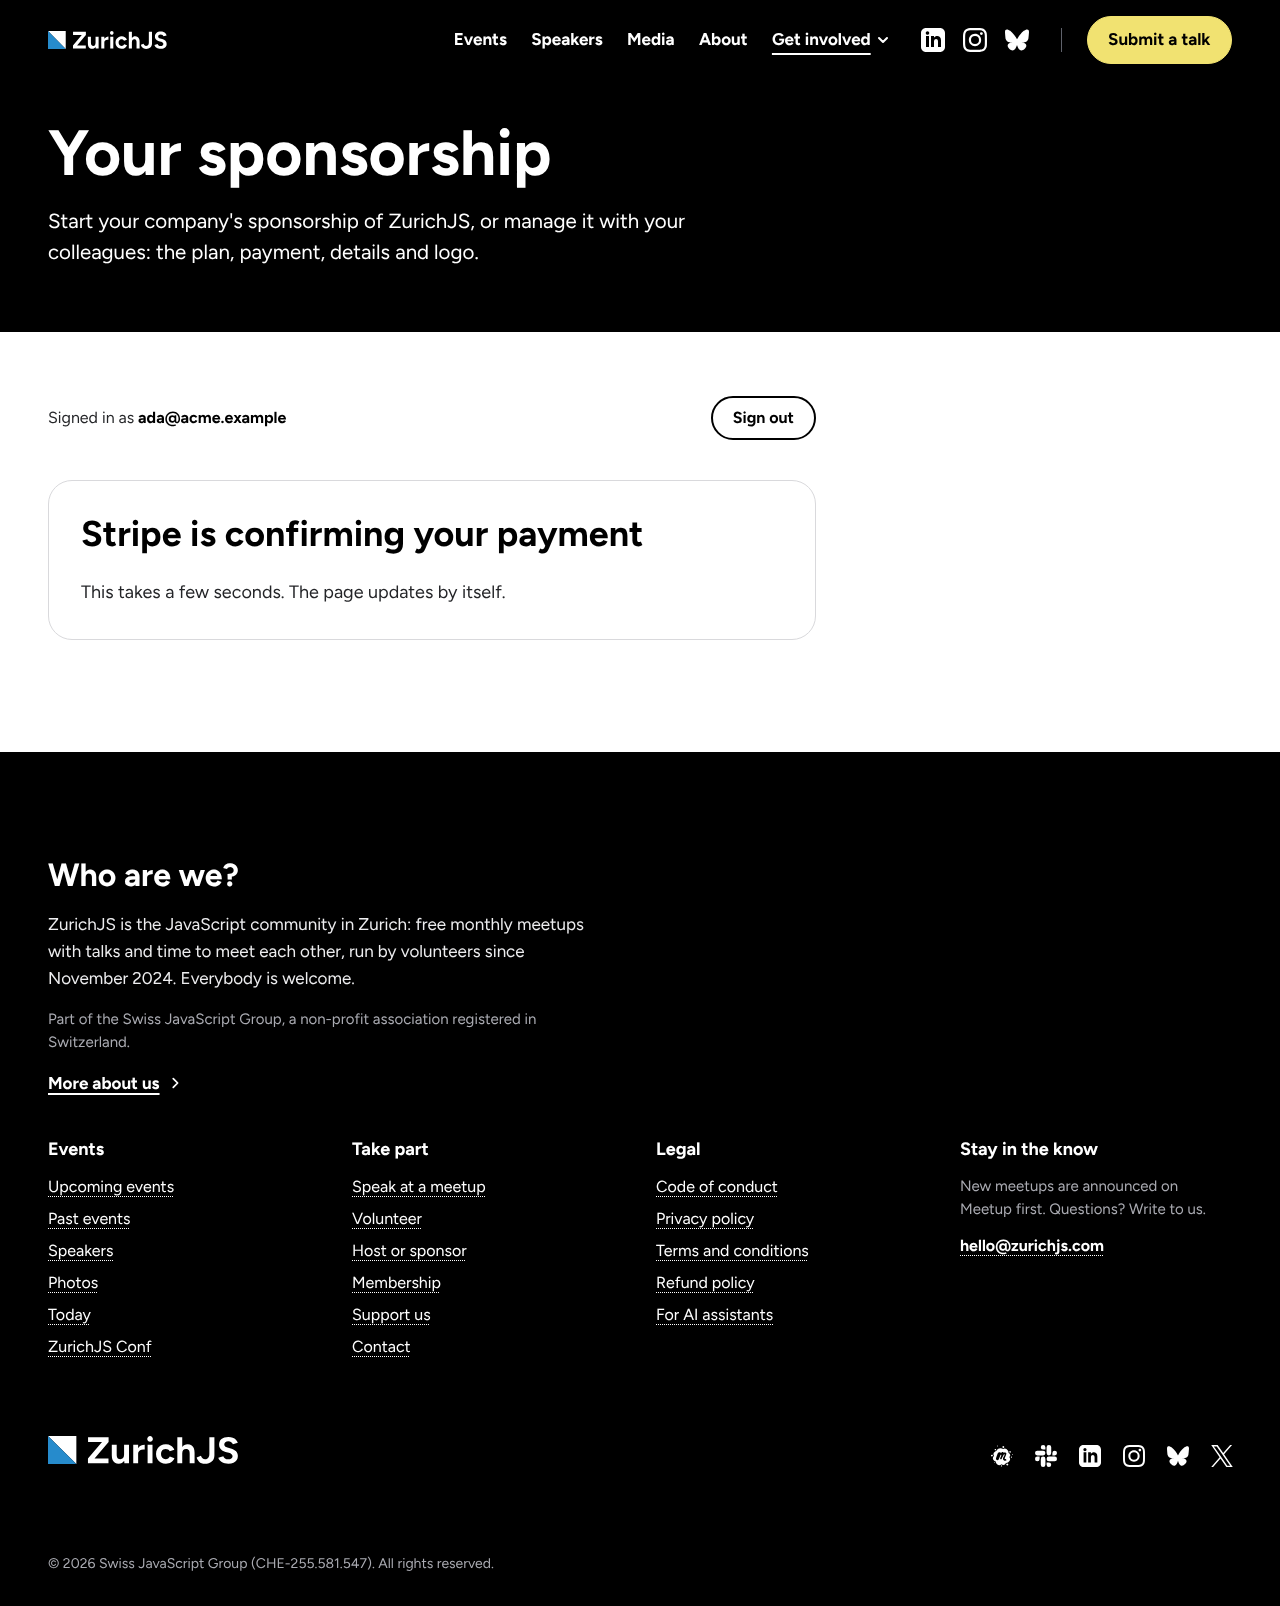 ZurichJS
Events
Speakers
Media
About
Get involved
Submit a talk
Your sponsorship
Start your company's sponsorship of ZurichJS, or manage it with your
colleagues: the plan, payment, details and logo.
Signed in as ada@acme.example
Sign out
Stripe is confirming your payment
This takes a few seconds. The page updates by itself.
Who are we?
ZurichJS is the JavaScript community in Zurich: free monthly meetups
with talks and time to meet each other, run by volunteers since
November 2024. Everybody is welcome.
Part of the Swiss JavaScript Group, a non-profit association registered in
Switzerland.
More about us
Events
Upcoming events
Past events
Speakers
Photos
Today
ZurichJS Conf
Take part
Speak at a meetup
Volunteer
Host or sponsor
Membership
Support us
Contact
Legal
Code of conduct
Privacy policy
Terms and conditions
Refund policy
For AI assistants
Stay in the know
New meetups are announced on
Meetup first. Questions? Write to us.
hello@zurichjs.com
ZurichJS
© 2026 Swiss JavaScript Group (CHE-255.581.547). All rights reserved.